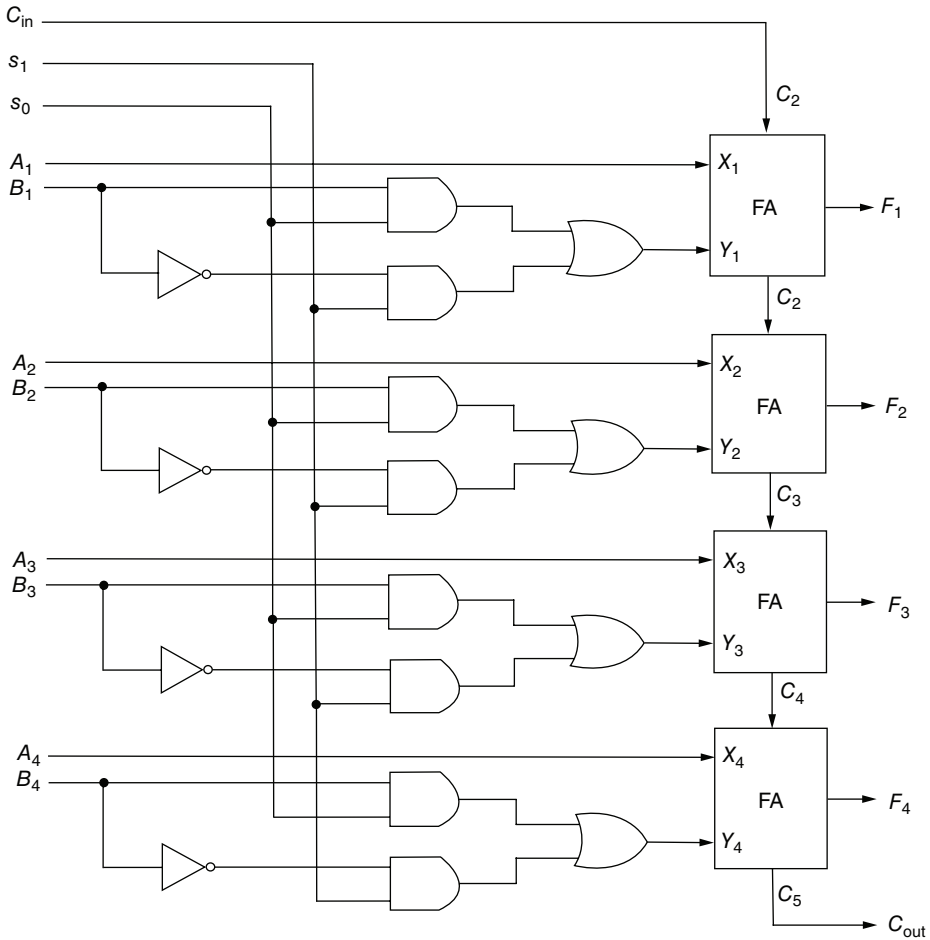 C_in
s_1
s_0
C_2
A_1
B_1
X_1
FA
Y_1
F_1
C_2
A_2
B_2
X_2
FA
Y_2
F_2
C_3
A_3
B_3
X_3
FA
Y_3
F_3
C_4
A_4
B_4
X_4
FA
Y_4
F_4
C_5
C_out